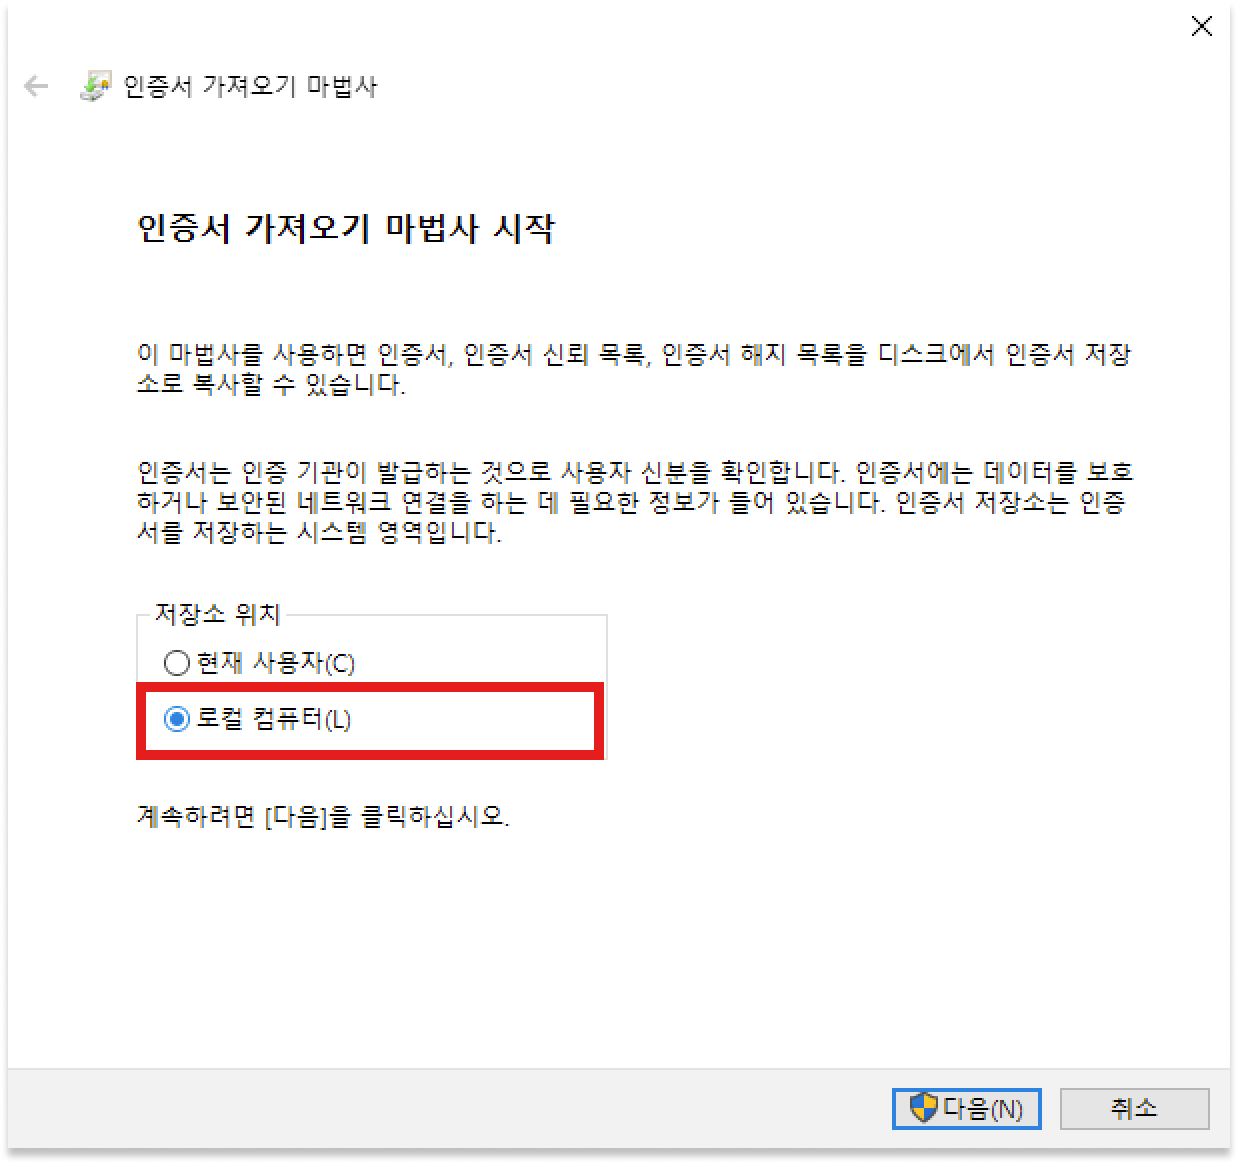 인증서 가져오기 마법사
인증서 가져오기 마법사 시작
이 마법사를 사용하면 인증서, 인증서 신뢰 목록, 인증서 해지 목록을 디스크에서 인증서 저장
소로 복사할 수 있습니다.
인증서는 인증 기관이 발급하는 것으로 사용자 신분을 확인합니다. 인증서에는 데이터를 보호
하거나 보안된 네트워크 연결을 하는 데 필요한 정보가 들어 있습니다. 인증서 저장소는 인증
서를 저장하는 시스템 영역입니다.
저장소 위치
현재 사용자(C)
로컬 컴퓨터(L)
계속하려면 [다음]을 클릭하십시오.
다음(N)
취소